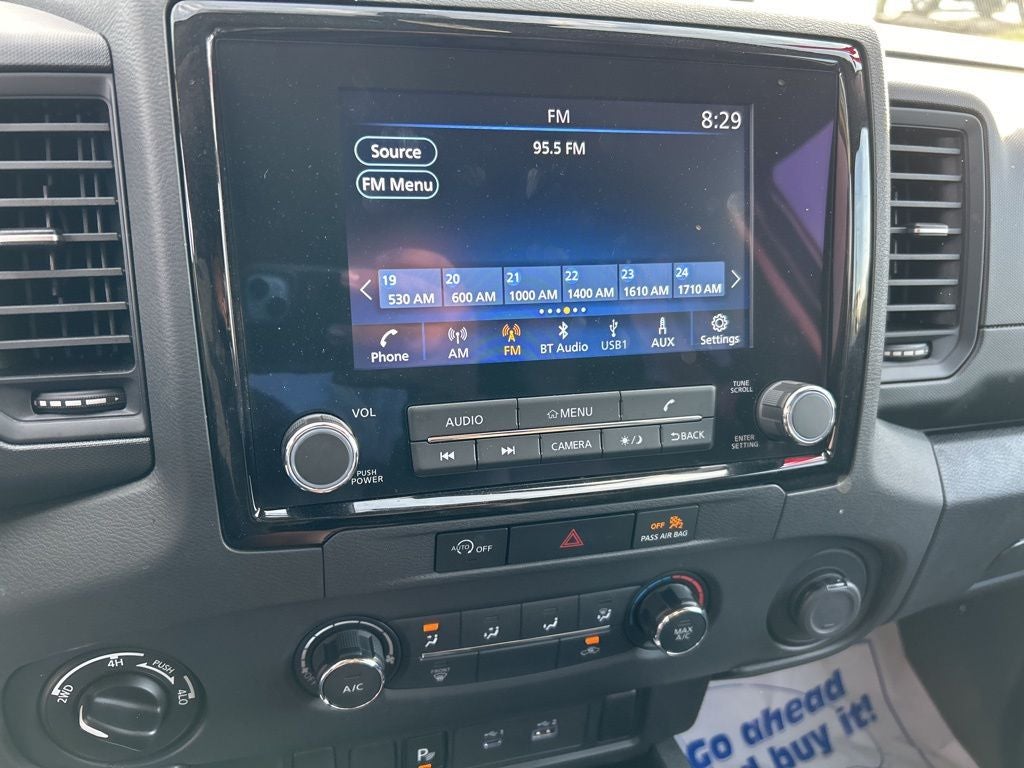 FM
8:29
Source
95.5 FM
FM Menu
19 20 21 22 23 24
530 AM 600 AM 1000 AM 1400 AM 1610 AM 1710 AM
Phone AM FM BT Audio USB1 AUX Settings
VOL
PUSH
POWER
AUDIO MENU
CAMERA BACK
TUNE
SCROLL
ENTER
SETTING
AUTO OFF
OFF
PASS AIR BAG
2WD 4H PUSH 4LO
A/C
FRONT
MAX
A/C
P
Go ahead
and buy it!